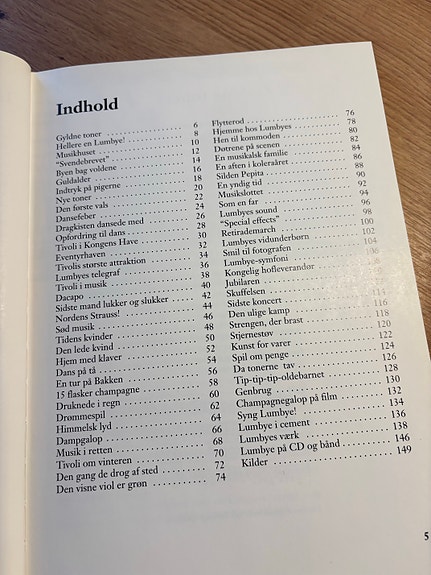 Indhold
Gyldne toner 6
Hellere en Lumbye! 8
Musikhuset 10
“Svendebrevet” 12
Byen bag voldene 14
Guldalder 16
Indtryk på pigerne 18
Nye toner 20
Den første vals 22
Dansefeber 24
Dragkisten dansede med 26
Opfordring til dans 28
Tivoli i Kongens Have 30
Eventyrhaven 32
Tivolis største attraktion 34
Lumbyes telegraf 36
Tivoli i musik 38
Dacapo 40
Sidste mand lukker og slukker 42
Nordens Strauss! 44
Sød musik 46
Tidens kvinder 48
Den lede kvind 50
Hjem med klaver 52
Dans på tå 54
En tur på Bakken 56
15 flasker champagne 58
Druknede i regn 60
Drømmespil 62
Himmelsk lyd 64
Dampgalop 66
Musik i retten 68
Tivoli om vinteren 70
Den gang de drog af sted 72
Den visne viol er grøn 74
Flytterod 76
Hjemme hos Lumbyes 78
Hen til kommoden 80
Døtrene på scenen 82
En musikalsk familie 84
En aften i koleraåret 86
Silden Pepita 88
En yndig tid 90
Musikslottet 92
Som en far 94
Lumbyes sound 96
“Special effects” 98
Retirademarch 100
Lumbyes vidunderbørn 102
Smil til fotografen 104
Lumbye-symfoni 106
Kongelig hofleverandør 108
Jubilaren 110
Skuffelsen 112
Sidste koncert 114
Den ulige kamp 116
Strengen, der brast 118
Stjernestøv 120
Kunst for varer 122
Spil om penge 124
Da tonerne tav 126
Tip-tip-tip-oldebarnet 128
Genbrug 130
Champagnegalop på film 132
Syng Lumbye! 134
Lumbye i cement 136
Lumbyes værk 138
Lumbye på CD og bånd 146
Kilder 149
5